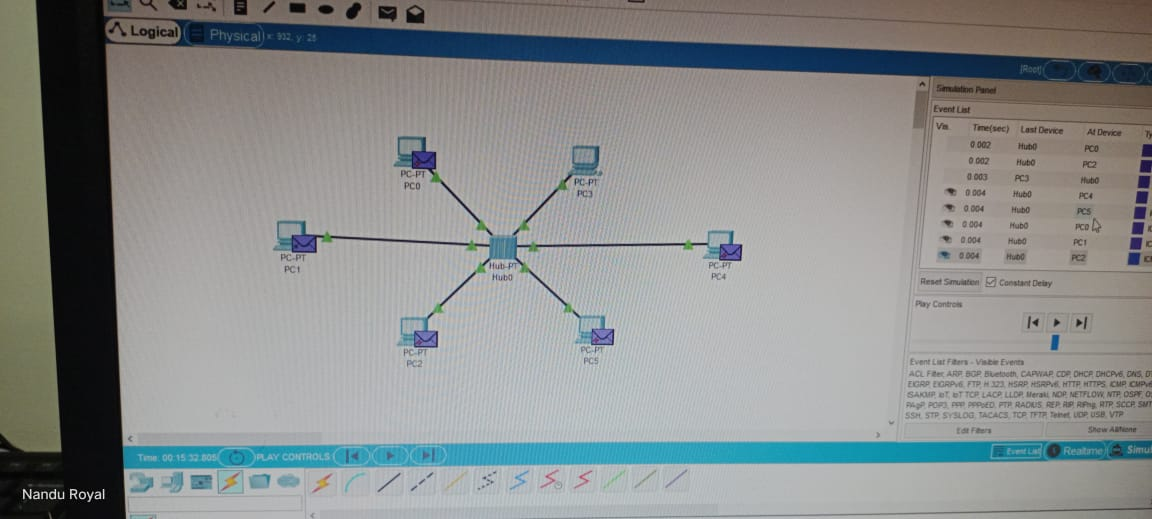 Logical
Physical x: 932, y: 28
[Root]
Simulation Panel
Event List
Vis. Time(sec) Last Device At Device Ty
0.002 Hub0 PC0
0.002 Hub0 PC2
0.003 PC3 Hub0
0.004 Hub0 PC4
0.004 Hub0 PC5
0.004 Hub0 PC0
0.004 Hub0 PC1
0.004 Hub0 PC2
PC-PT
PC0
PC-PT
PC3
PC-PT
PC1
Hub-PT
Hub0
PC-PT
PC4
PC-PT
PC2
PC-PT
PC5
Reset Simulation Constant Delay
Play Controls
Event List Filters - Visible Events
ACL Filter, ARP, BGP, Bluetooth, CAPWAP, CDP, DHCP, DHCPv6, DNS,
EIGRP, EIGRPv6, FTP, H.323, HSRP, HSRPv6, HTTP, HTTPS, ICMP, ICMPv6
ISAKMP, IoT, IoT TCP, LACP, LLDP, Meraki, NDP, NETFLOW, NTP, OSPF,
PAgP, POP3, PPP, PPPoED, PTP, RADIUS, REP, RIP, RIPng, RTP, SCCP, SMT
SSH, STP, SYSLOG, TACACS, TCP, TFTP, Telnet, UDP, USB, VTP
Edit Filters Show All/None
Time: 00:15:32.805 PLAY CONTROLS: Event List Realtime Simu
Nandu Royal